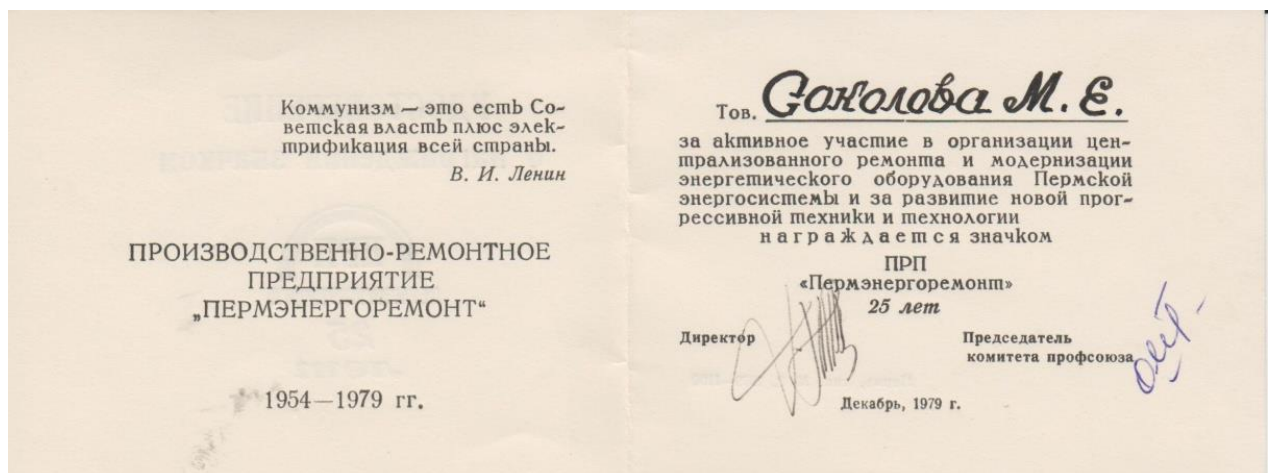 Коммунизм — это есть Со-
ветская власть плюс элек-
трификация всей страны.
В. И. Ленин
ПРОИЗВОДСТВЕННО-РЕМОНТНОЕ
ПРЕДПРИЯТИЕ
„ПЕРМЭНЕРГОРЕМОНТ“
1954—1979 гг.
Тов. Соколова М. Е.
за активное участие в организации цен-
трализованного ремонта и модернизации
энергетического оборудования Пермской
энергосистемы и за развитие новой прог-
рессивной техники и технологии
награждается значком
ПРП
«Пермэнергоремонт»
25 лет
Директор
Председатель
комитета профсоюза
Декабрь, 1979 г.